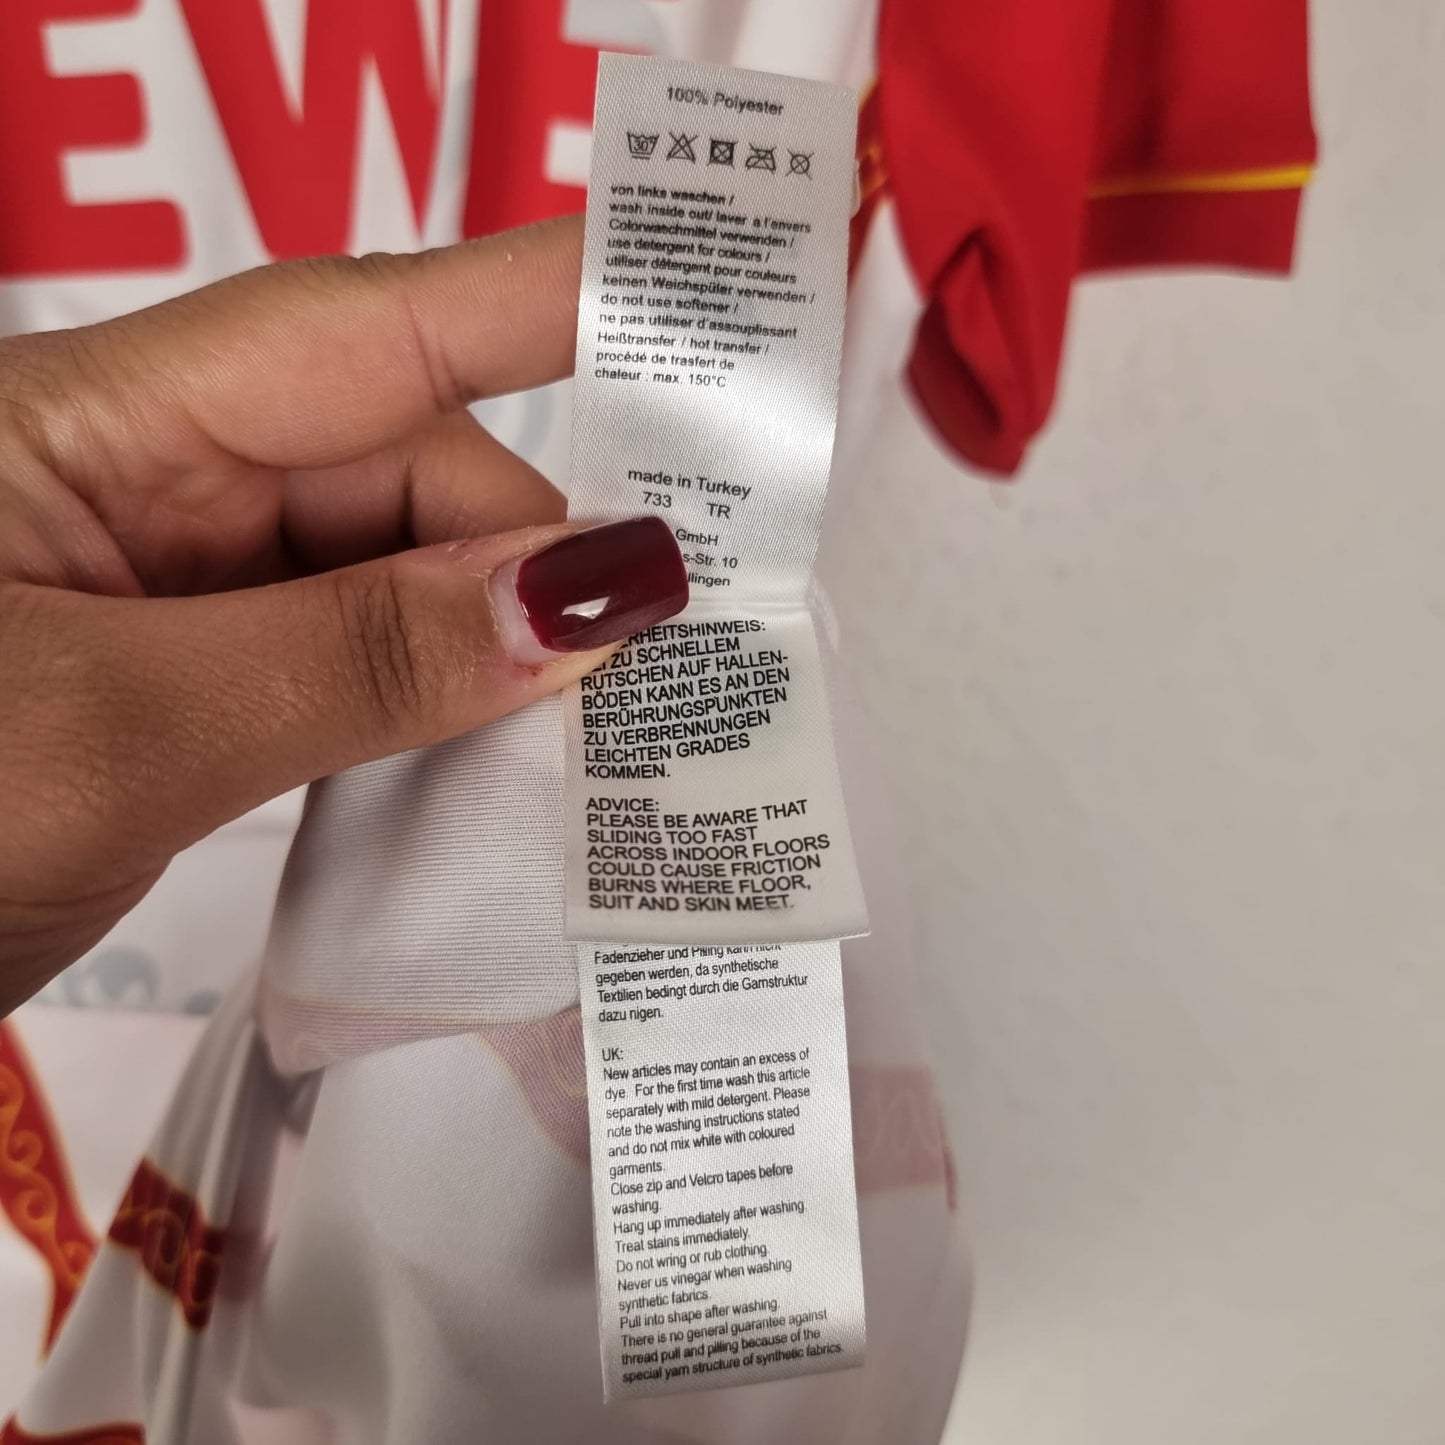 EWE
100% Polyester
30°
von links waschen /
wash inside out/ laver a l'envers
Colorwaschmittel verwenden /
use detergent for colours /
utiliser détergent pour couleurs
keinen Weichspüler verwenden /
do not use softener /
ne pas utiliser d'assouplissant
Heißtransfer / hot transfer /
procédé de trasfert de
chaleur : max. 150°C
made in Turkey
733 TR
GmbH
s-Str. 10
llingen
RHEITSHINWEIS:
ZU SCHNELLEM
RUTSCHEN AUF HALLEN-
BÖDEN KANN ES AN DEN
BERÜHRUNGSPUNKTEN
ZU VERBRENNUNGEN
LEICHTEN GRADES
KOMMEN.
ADVICE:
PLEASE BE AWARE THAT
SLIDING TOO FAST
ACROSS INDOOR FLOORS
COULD CAUSE FRICTION
BURNS WHERE FLOOR,
SUIT AND SKIN MEET.
Fadenzieher und Pilling kann nicht
gegeben werden, da synthetische
Textilien bedingt durch die Garnstruktur
dazu nigen.
UK:
New articles may contain an excess of
dye. For the first time wash this article
separately with mild detergent. Please
note the washing instructions stated
and do not mix white with coloured
garments.
Close zip and Velcro tapes before
washing.
Hang up immediately after washing.
Treat stains immediately.
Do not wring or rub clothing.
Never us vinegar when washing
synthetic fabrics.
Pull into shape after washing.
There is no general guarantee against
thread pull and pilling because of the
special yarn structure of synthetic fabrics.